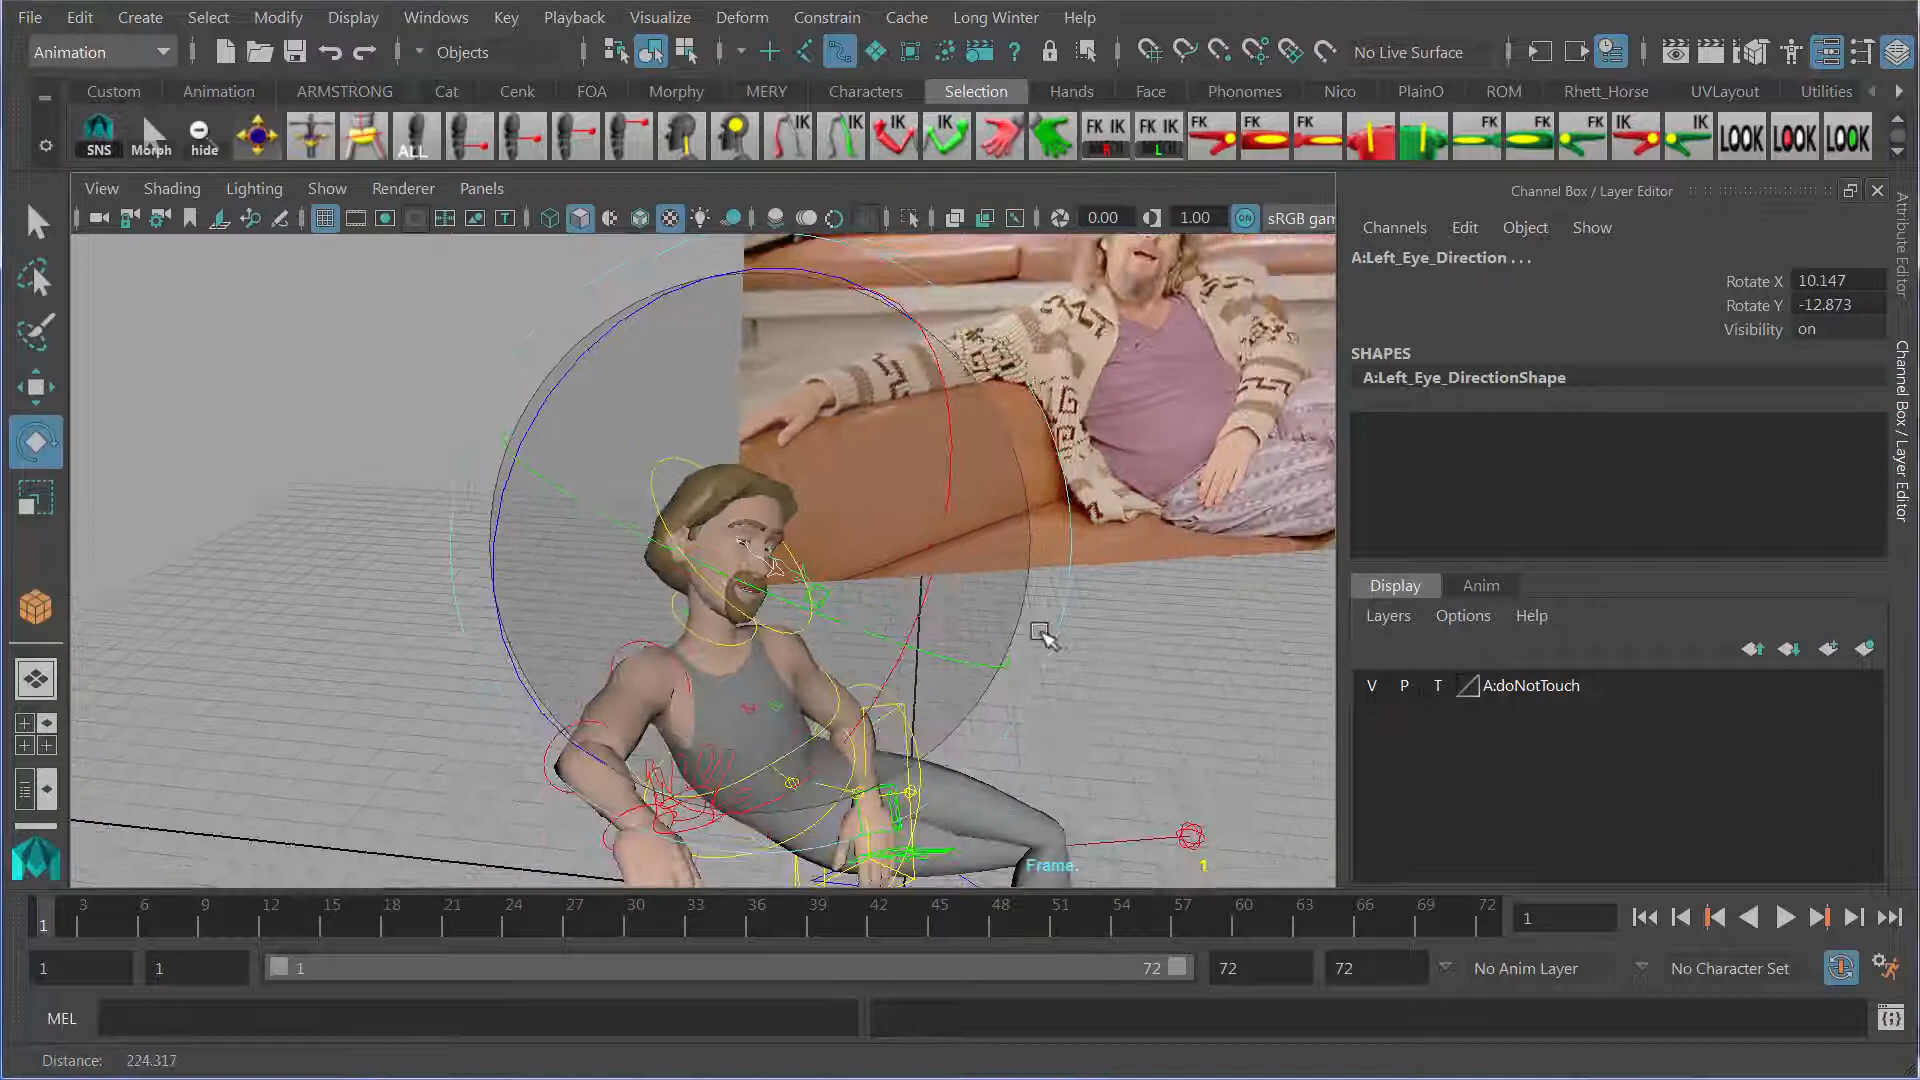 File Edit Create Select Modify Display Windows Key Playback Visualize Deform Constrain Cache Long Winter Help
Animation Objects No Live Surface
Custom Animation ARMSTRONG Cat Cenk FOA Morphy MERY Characters Selection Hands Face Phonomes Nico PlainO ROM Rhett_Horse UVLayout Utilities
SNS Morph hide ALL IK IK IK IK FK IK R FK IK L FK FK FK FK FK FK IK IK LOOK LOOK LOOK
View Shading Lighting Show Renderer Panels
0.00 1.00 ON sRGB gam
Channel Box / Layer Editor
Channels Edit Object Show
A:Left_Eye_Direction . . .
Rotate X 10.147
Rotate Y -12.873
Visibility on
SHAPES
A:Left_Eye_DirectionShape
Attribute Editor
Channel Box / Layer Editor
Display Anim
Layers Options Help
V P T A:doNotTouch
Frame. 1
1 3 6 9 12 15 18 21 24 27 30 33 36 39 42 45 48 51 54 57 60 63 66 69 72 1
1 1 1 72 72 72 No Anim Layer No Character Set
MEL
Distance: 224.317